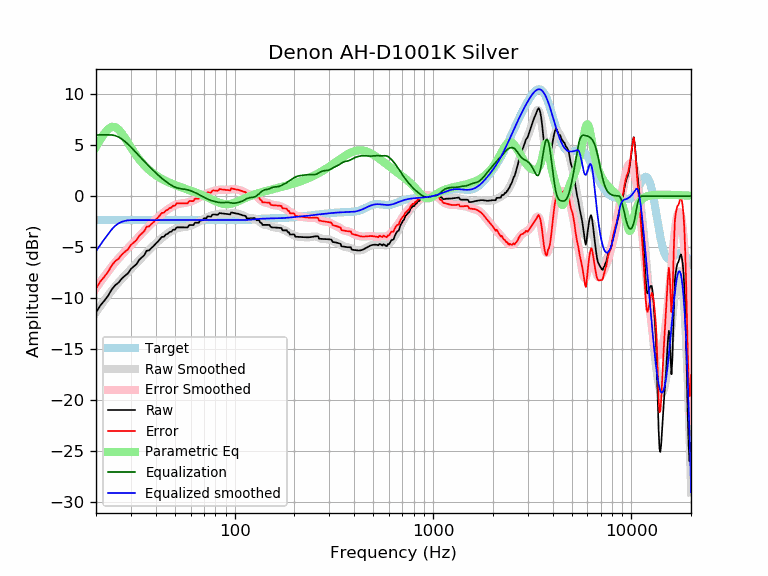 Denon AH-D1001K Silver
Amplitude (dBr)
10
5
0
−5
−10
−15
−20
−25
−30
Target
Raw Smoothed
Error Smoothed
Raw
Error
Parametric Eq
Equalization
Equalized smoothed
100 1000 10000
Frequency (Hz)